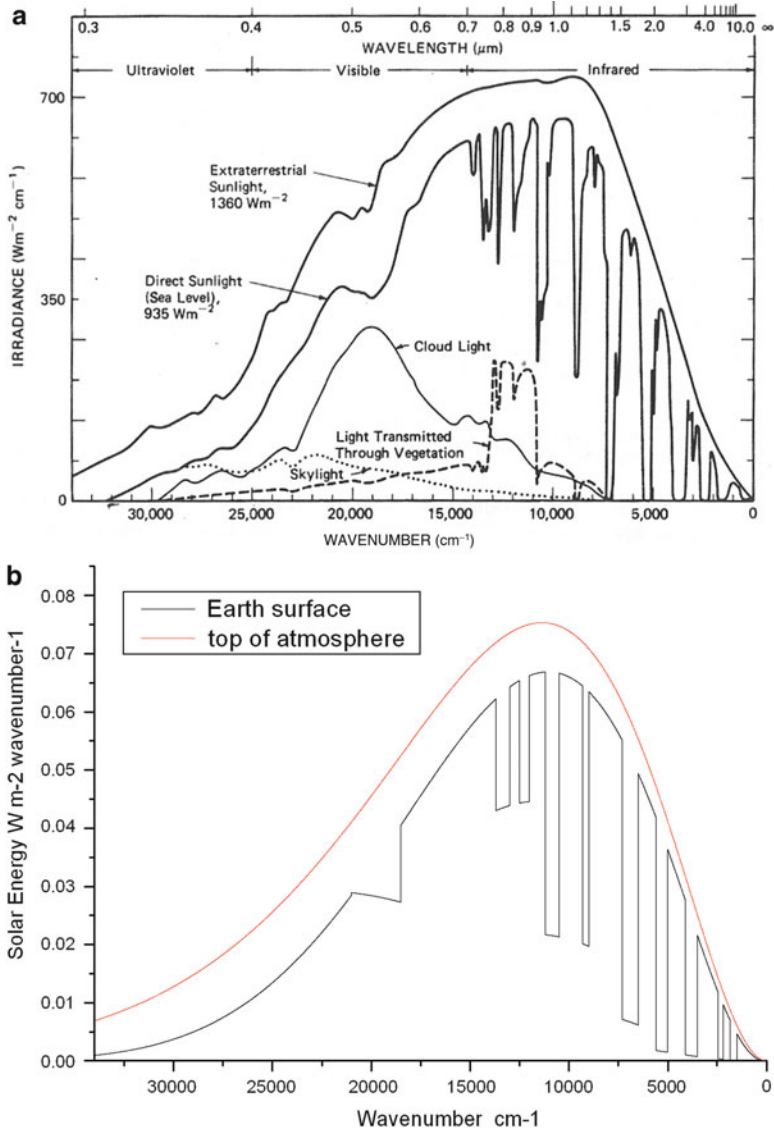 a
0.3 0.4 0.5 0.6 0.7 0.8 0.9 1.0 1.5 2.0 4.0 10.0 ∞
WAVELENGTH (μm)
Ultraviolet Visible Infrared
700
350
0
IRRADIANCE (Wm⁻² cm⁻¹)
Extraterrestrial
Sunlight,
1360 Wm⁻²
Direct Sunlight
(Sea Level),
935 Wm⁻²
Cloud Light
Light Transmitted
Through Vegetation
Skylight
30,000 25,000 20,000 15,000 10,000 5,000 0
WAVENUMBER (cm⁻¹)
b
0.08
0.07
0.06
0.05
0.04
0.03
0.02
0.01
0.00
Solar Energy W m-2 wavenumber-1
Earth surface
top of atmosphere
30000 25000 20000 15000 10000 5000 0
Wavenumber cm-1